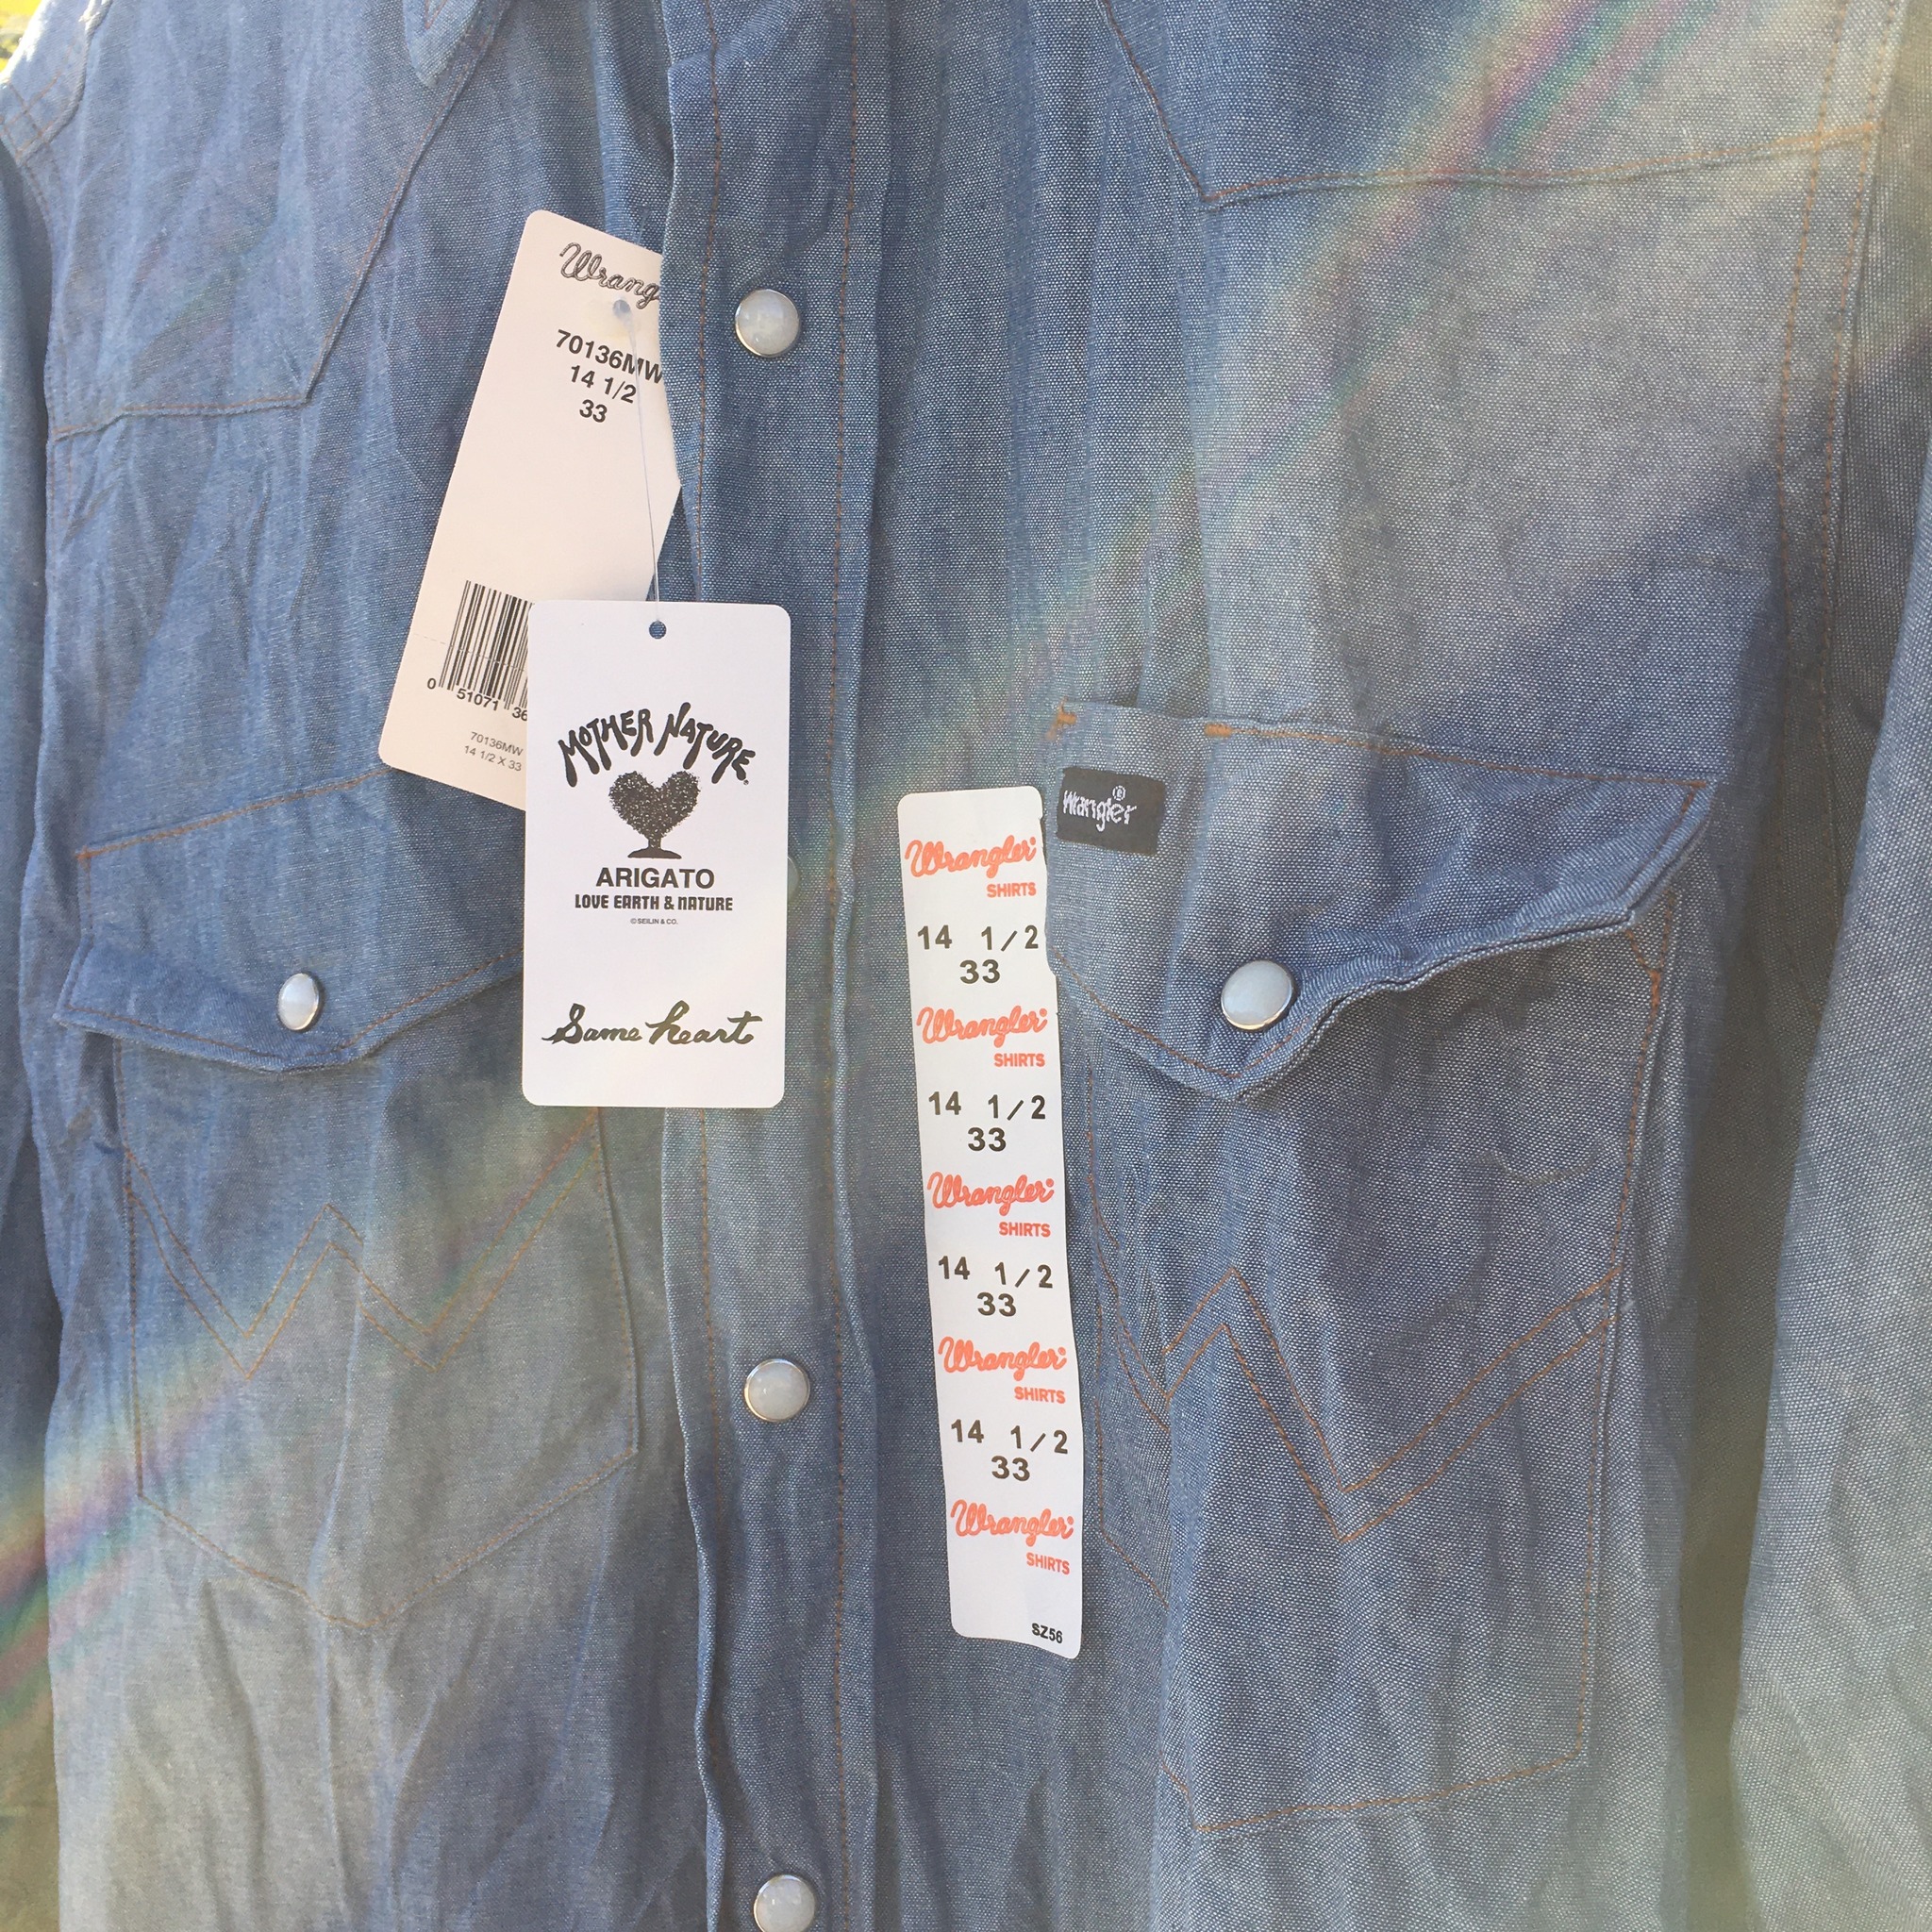 70136MW
14 1/2
33
0 51071 36
70136MW
14 1/2 X 33
MOTHER NATURE
ARIGATO
LOVE EARTH & NATURE
© SEILIN & CO.
Same heart
Wrangler®
Wrangler®
SHIRTS
14 1/2
33
Wrangler®
SHIRTS
14 1/2
33
Wrangler®
SHIRTS
14 1/2
33
Wrangler®
SHIRTS
14 1/2
33
Wrangler®
SHIRTS
SZ56